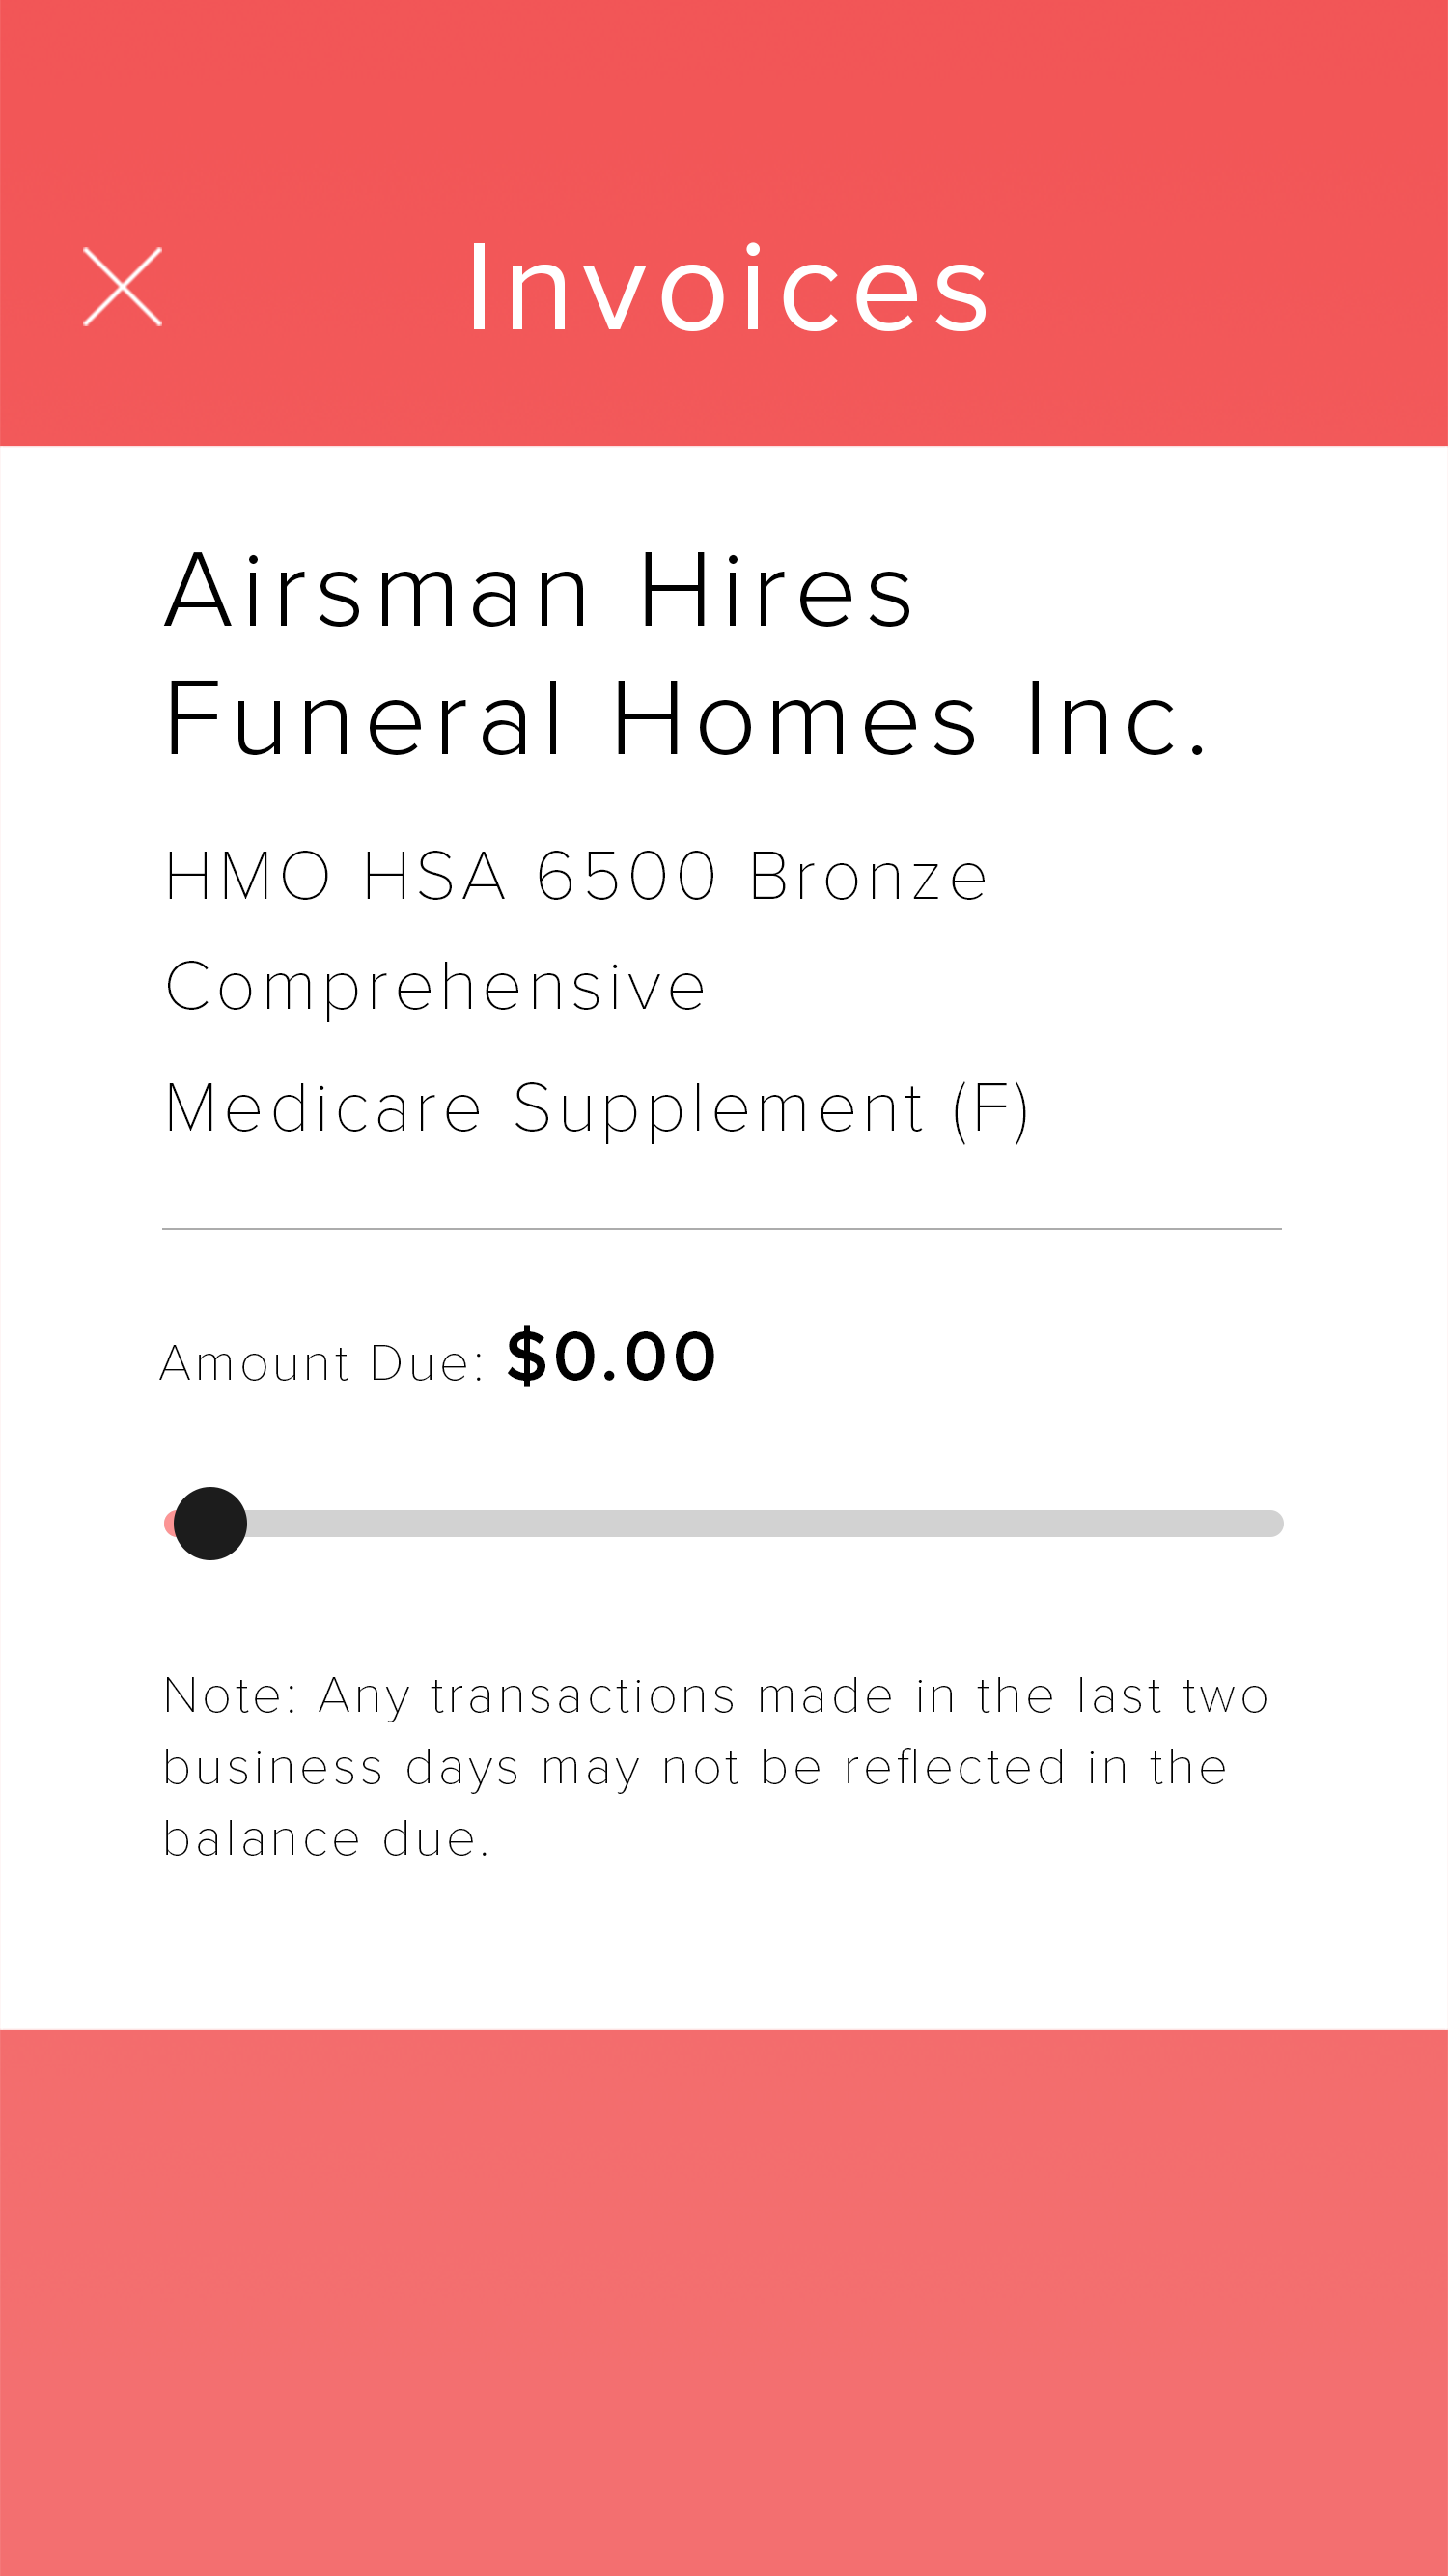 Invoices
Airsman Hires
Funeral Homes Inc.
HMO HSA 6500 Bronze
Comprehensive
Medicare Supplement (F)
Amount Due: $0.00
Note: Any transactions made in the last two
business days may not be reflected in the
balance due.